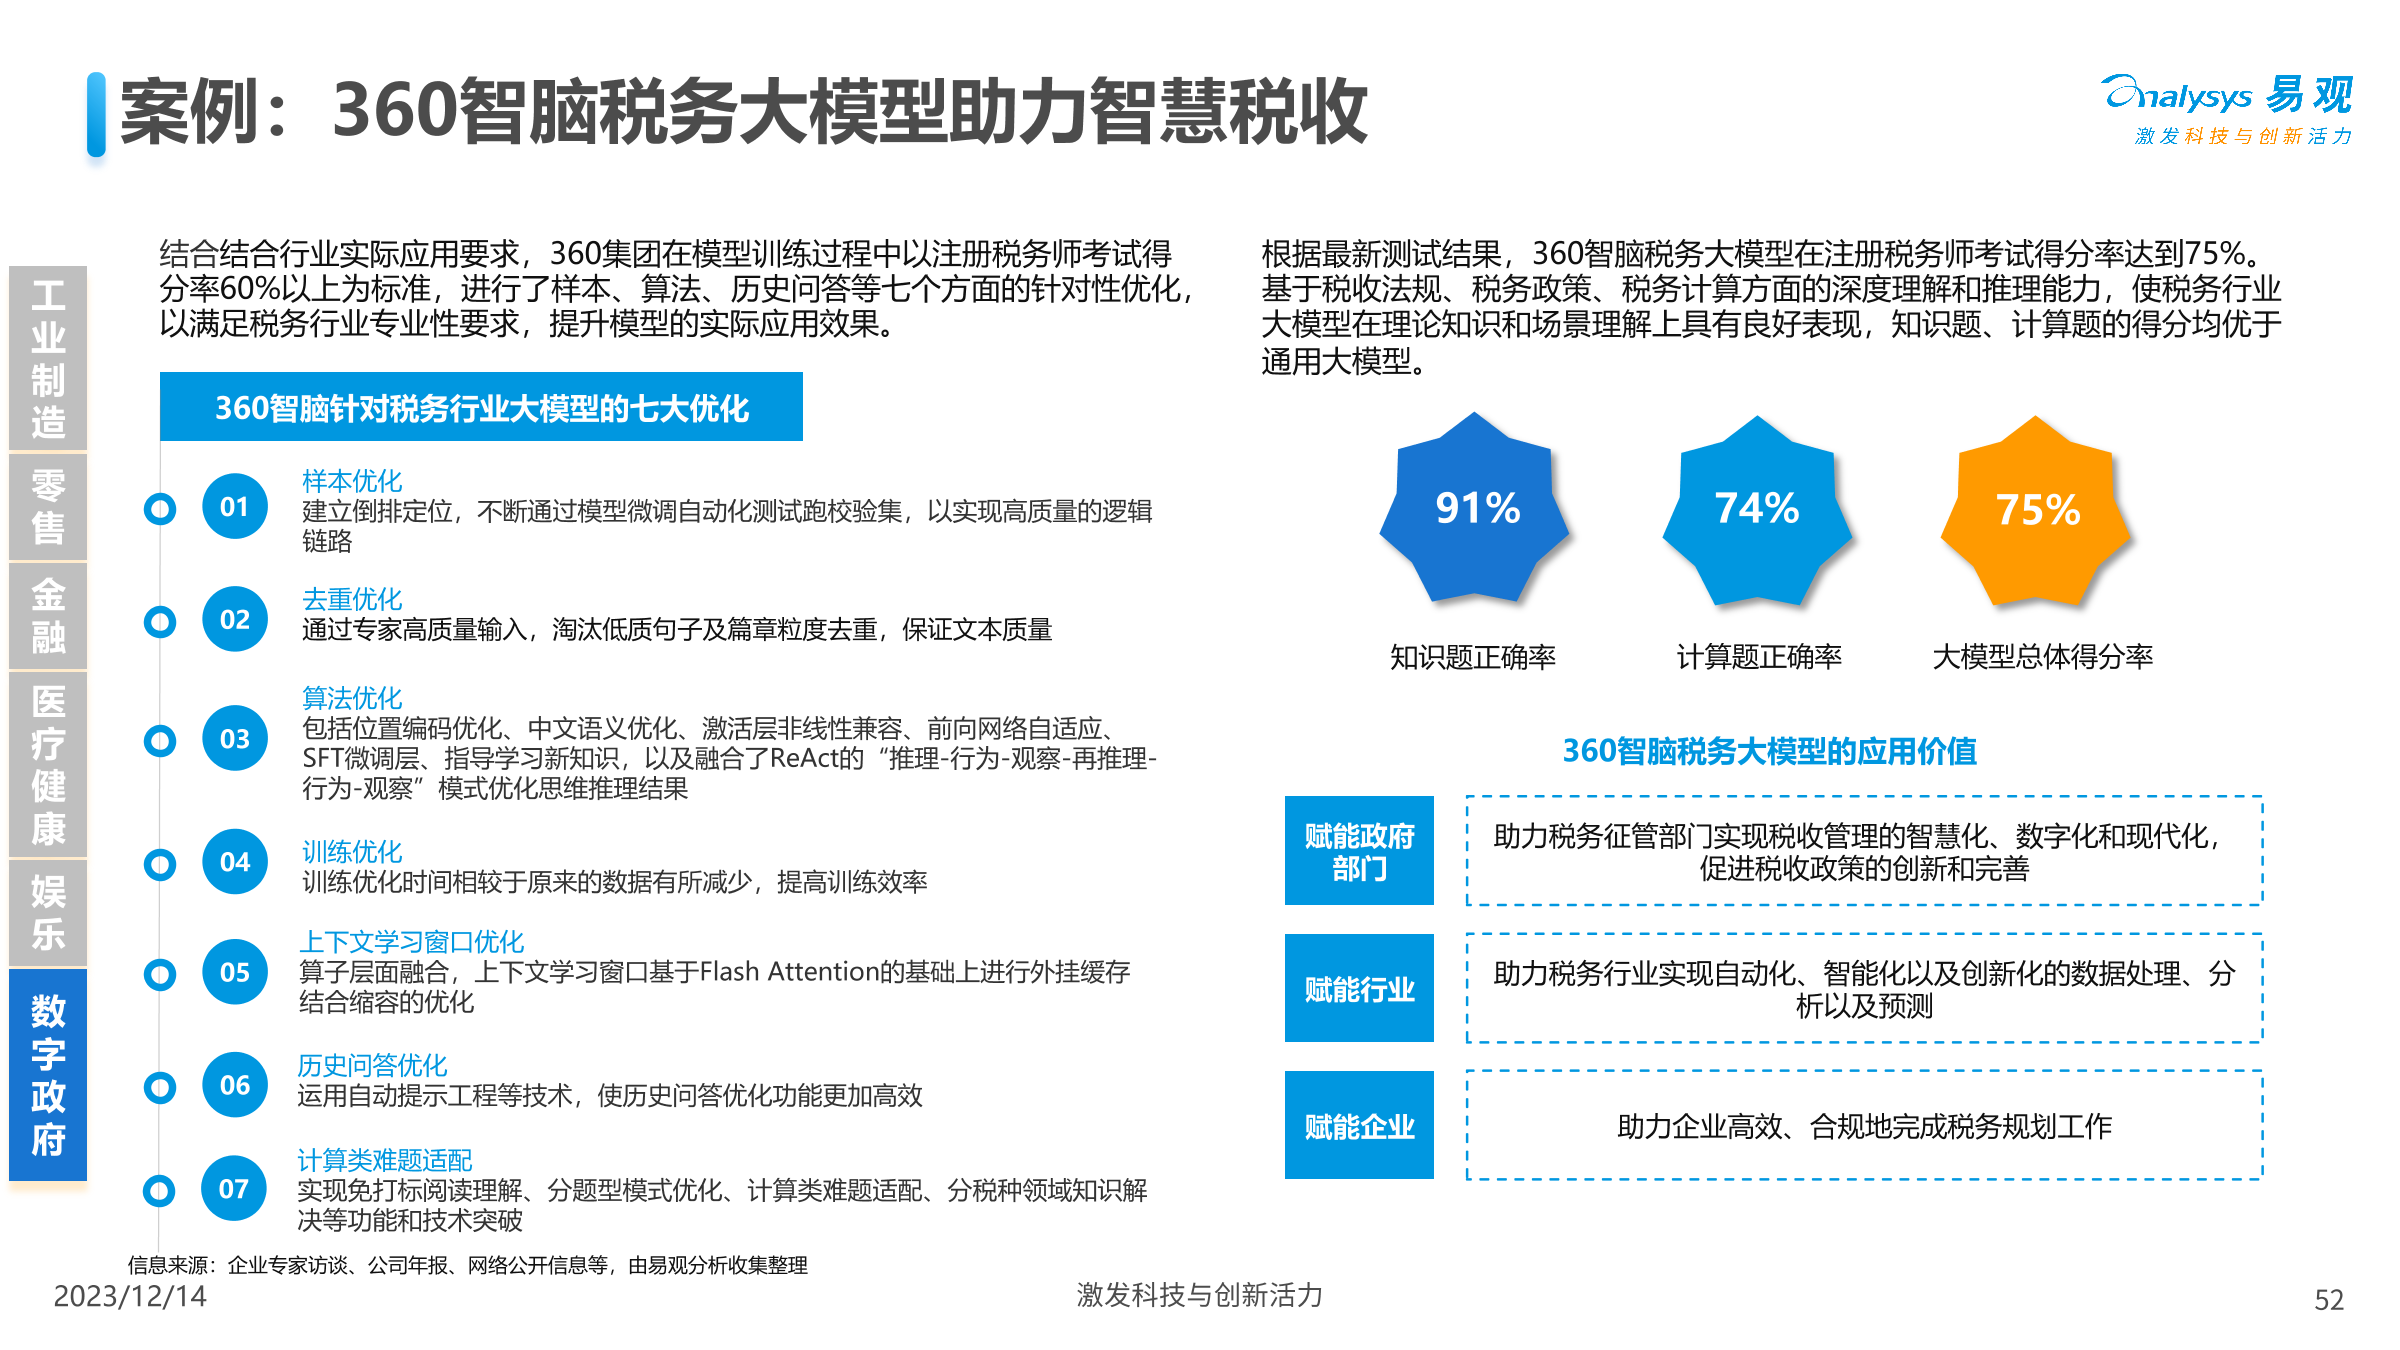 案例：360智脑税务大模型助力智慧税收
analysys 易观
激发科技与创新活力
工
业
制
造
零
售
金
融
医
疗
健
康
娱
乐
数
字
政
府
结合结合行业实际应用要求，360集团在模型训练过程中以注册税务师考试得
分率60%以上为标准，进行了样本、算法、历史问答等七个方面的针对性优化，
以满足税务行业专业性要求，提升模型的实际应用效果。
360智脑针对税务行业大模型的七大优化
01
样本优化
建立倒排定位，不断通过模型微调自动化测试跑校验集，以实现高质量的逻辑
链路
02
去重优化
通过专家高质量输入，淘汰低质句子及篇章粒度去重，保证文本质量
03
算法优化
包括位置编码优化、中文语义优化、激活层非线性兼容、前向网络自适应、
SFT微调层、指导学习新知识，以及融合了ReAct的“推理-行为-观察-再推理-
行为-观察”模式优化思维推理结果
04
训练优化
训练优化时间相较于原来的数据有所减少，提高训练效率
05
上下文学习窗口优化
算子层面融合，上下文学习窗口基于Flash Attention的基础上进行外挂缓存
结合缩容的优化
06
历史问答优化
运用自动提示工程等技术，使历史问答优化功能更加高效
07
计算类难题适配
实现免打标阅读理解、分题型模式优化、计算类难题适配、分税种领域知识解
决等功能和技术突破
根据最新测试结果，360智脑税务大模型在注册税务师考试得分率达到75%。
基于税收法规、税务政策、税务计算方面的深度理解和推理能力，使税务行业
大模型在理论知识和场景理解上具有良好表现，知识题、计算题的得分均优于
通用大模型。
91%
74%
75%
知识题正确率
计算题正确率
大模型总体得分率
360智脑税务大模型的应用价值
赋能政府
部门
助力税务征管部门实现税收管理的智慧化、数字化和现代化，
促进税收政策的创新和完善
赋能行业
助力税务行业实现自动化、智能化以及创新化的数据处理、分
析以及预测
赋能企业
助力企业高效、合规地完成税务规划工作
信息来源：企业专家访谈、公司年报、网络公开信息等，由易观分析收集整理
2023/12/14
激发科技与创新活力
52